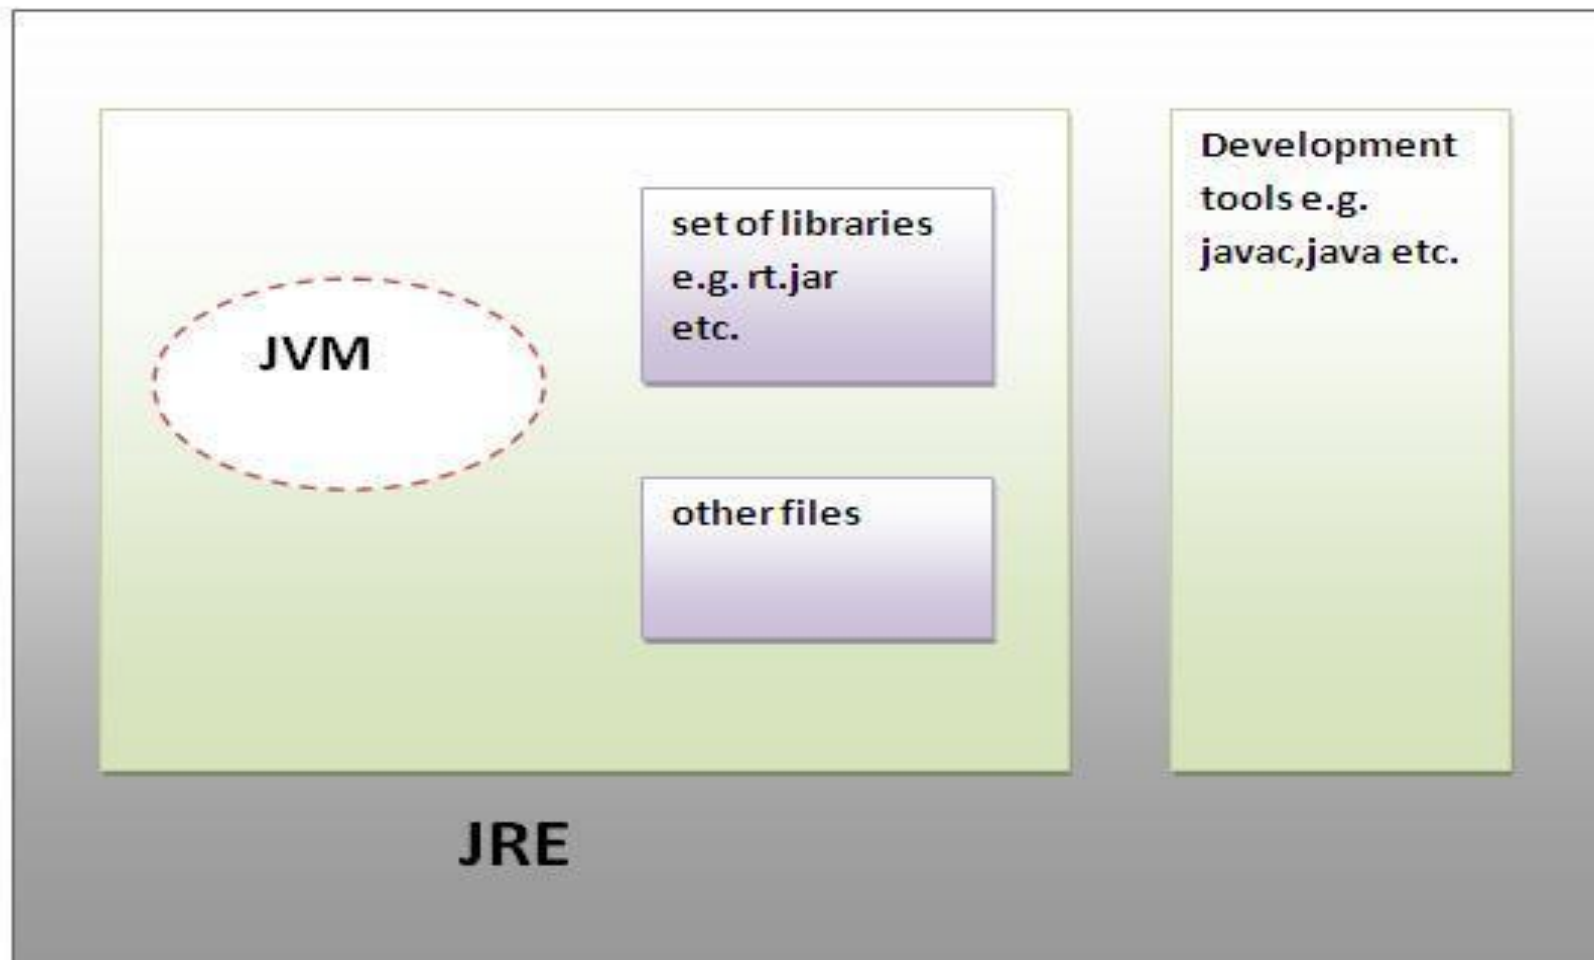 JVM
set of libraries
e.g. rt.jar
etc.
other files
Development
tools e.g.
javac,java etc.
JRE